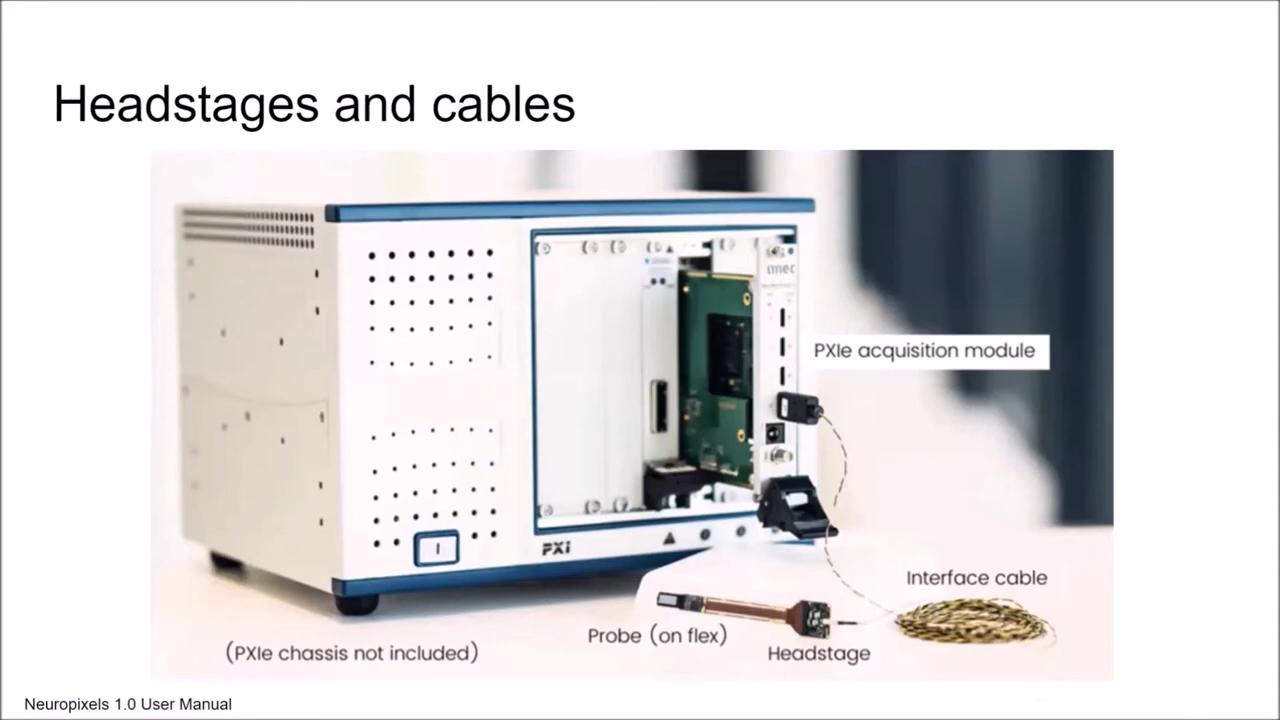 Headstages and cables
imec
PXIe acquisition module
PXI
Interface cable
Probe (on flex)
Headstage
(PXIe chassis not included)
Neuropixels 1.0 User Manual